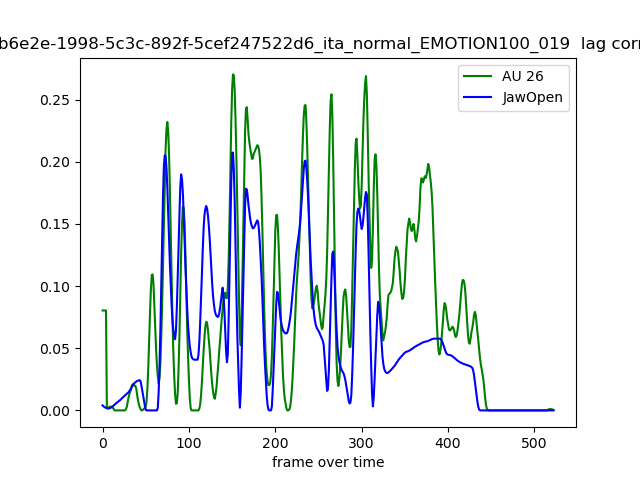 b6e2e-1998-5c3c-892f-5cef247522d6_ita_normal_EMOTION100_019 lag corr
AU 26
JawOpen
0.25
0.20
0.15
0.10
0.05
0.00
0 100 200 300 400 500
frame over time